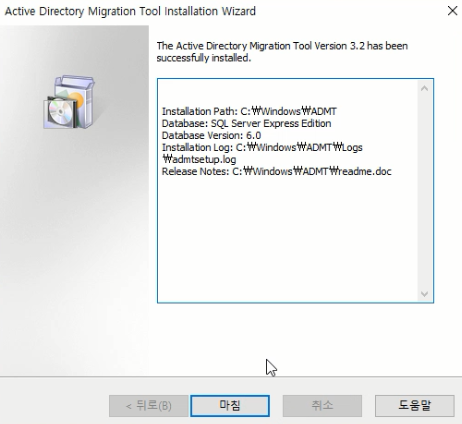 Active Directory Migration Tool Installation Wizard
The Active Directory Migration Tool Version 3.2 has been
successfully installed.
Installation Path: C:₩Windows₩ADMT
Database: SQL Server Express Edition
Database Version: 6.0
Installation Log: C:₩Windows₩ADMT₩Logs
₩admtsetup.log
Release Notes: C:₩Windows₩ADMT₩readme.doc
< 뒤로(B) 마침 취소 도움말